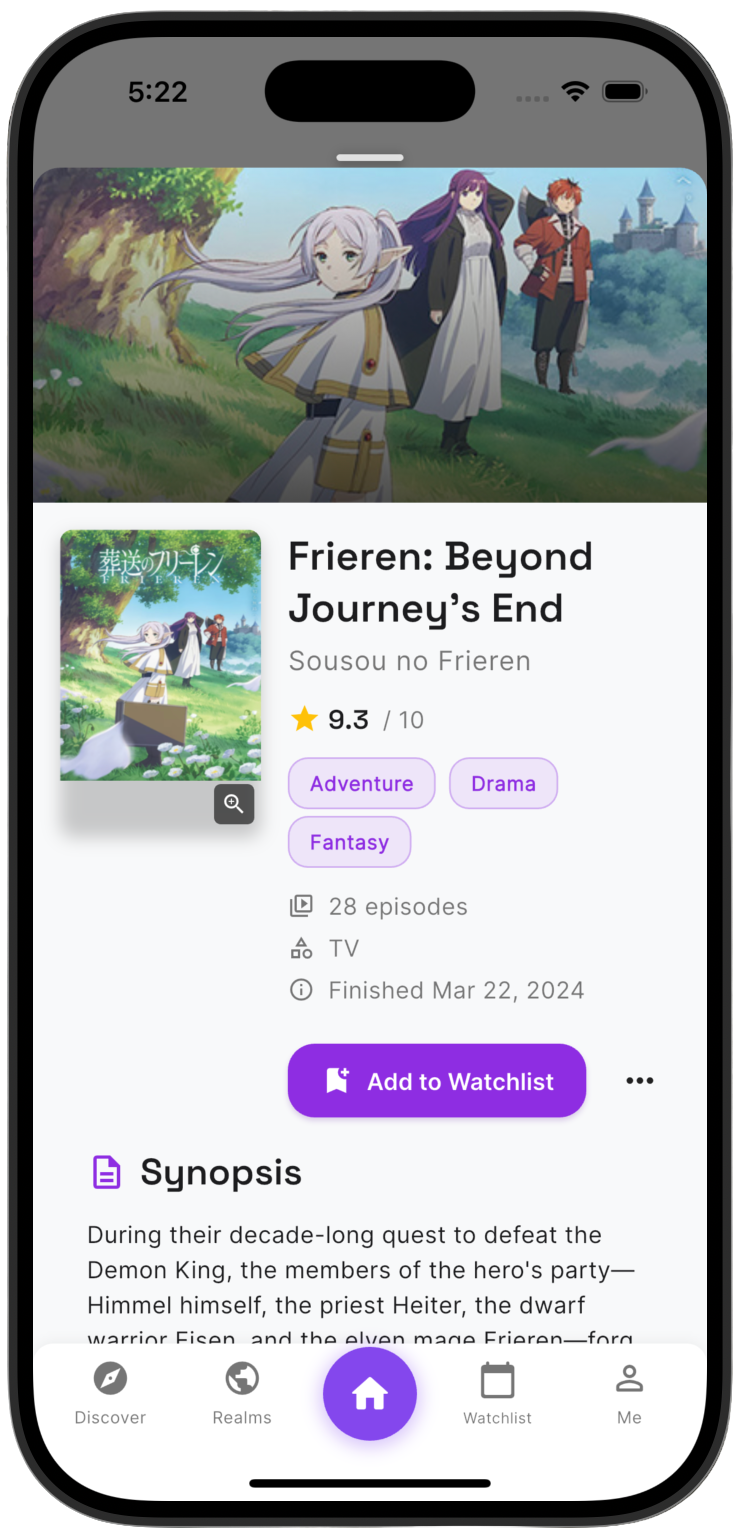 5:22
葬送のフリーレン
FRIEREN
Frieren: Beyond
Journey’s End
Sousou no Frieren
9.3 / 10
Adventure
Drama
Fantasy
28 episodes
TV
Finished Mar 22, 2024
Add to Watchlist
Synopsis
During their decade-long quest to defeat the
Demon King, the members of the hero's party—
Himmel himself, the priest Heiter, the dwarf
warrior Eisen, and the elven mage Frieren—forg
Discover
Realms
Watchlist
Me